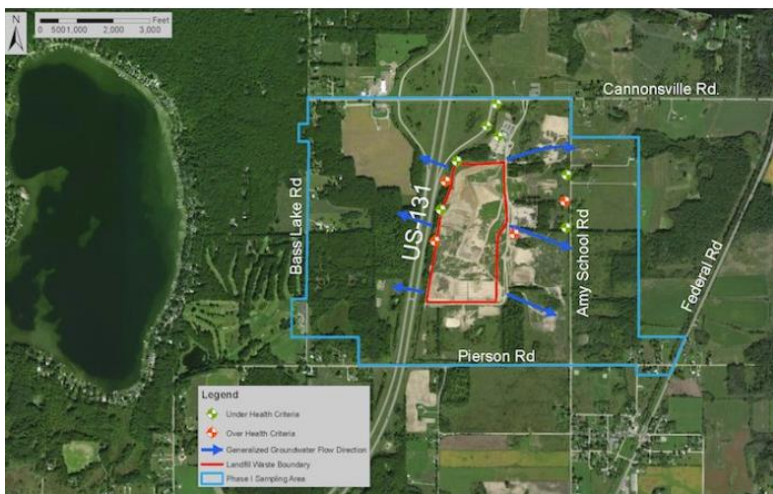 N
Feet
0 500 1,000 2,000 3,000
Cannonsville Rd.
Bass Lake Rd
US-131
Amy School Rd
Federal Rd
Pierson Rd
Legend
Under Health Criteria
Over Health Criteria
Generalized Groundwater Flow Direction
Landfill Waste Boundary
Phase I Sampling Area